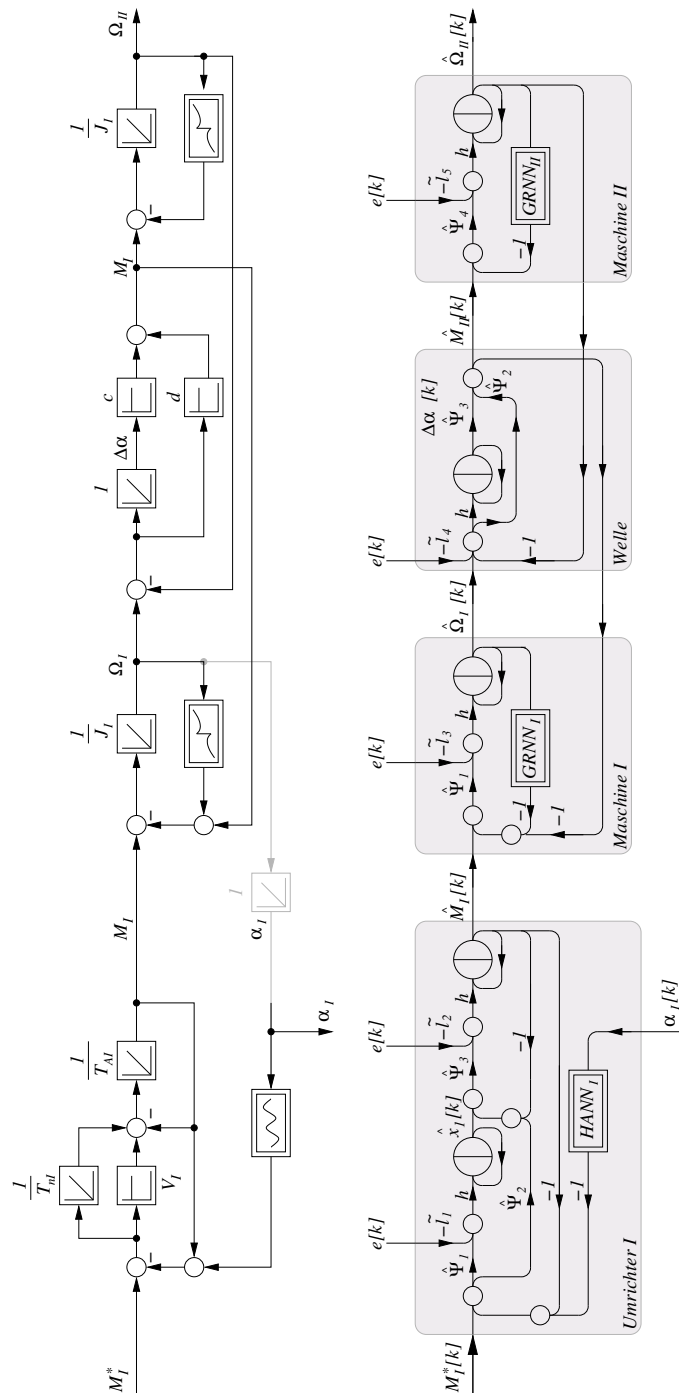 M_I^*
1/T_nI
V_I
−
−
1/T_AI
M_I
α_I
α_I
1
−
1/J_I
Ω_I
−
1
Δα
c
d
M_I
−
1/J_I
Ω_II
M_I^*[k]
Ψ̂_1
e[k]
−l̃_1
h
x̂_I[k]
Ψ̂_2
Ψ̂_3
e[k]
−l̃_2
h
−1
−1
−1
HANN_I
α_I[k]
Umrichter I
M̂_I[k]
Ψ̂_1
e[k]
−l̃_3
h
GRNN_I
−1
−1
Maschine I
Ω̂_I[k]
e[k]
−l̃_4
h
−1
Δα [k]
Ψ̂_3
Ψ̂_2
Welle
M̂_II[k]
Ψ̂_4
e[k]
−l̃_5
h
GRNN_II
−1
Maschine II
Ω̂_II[k]